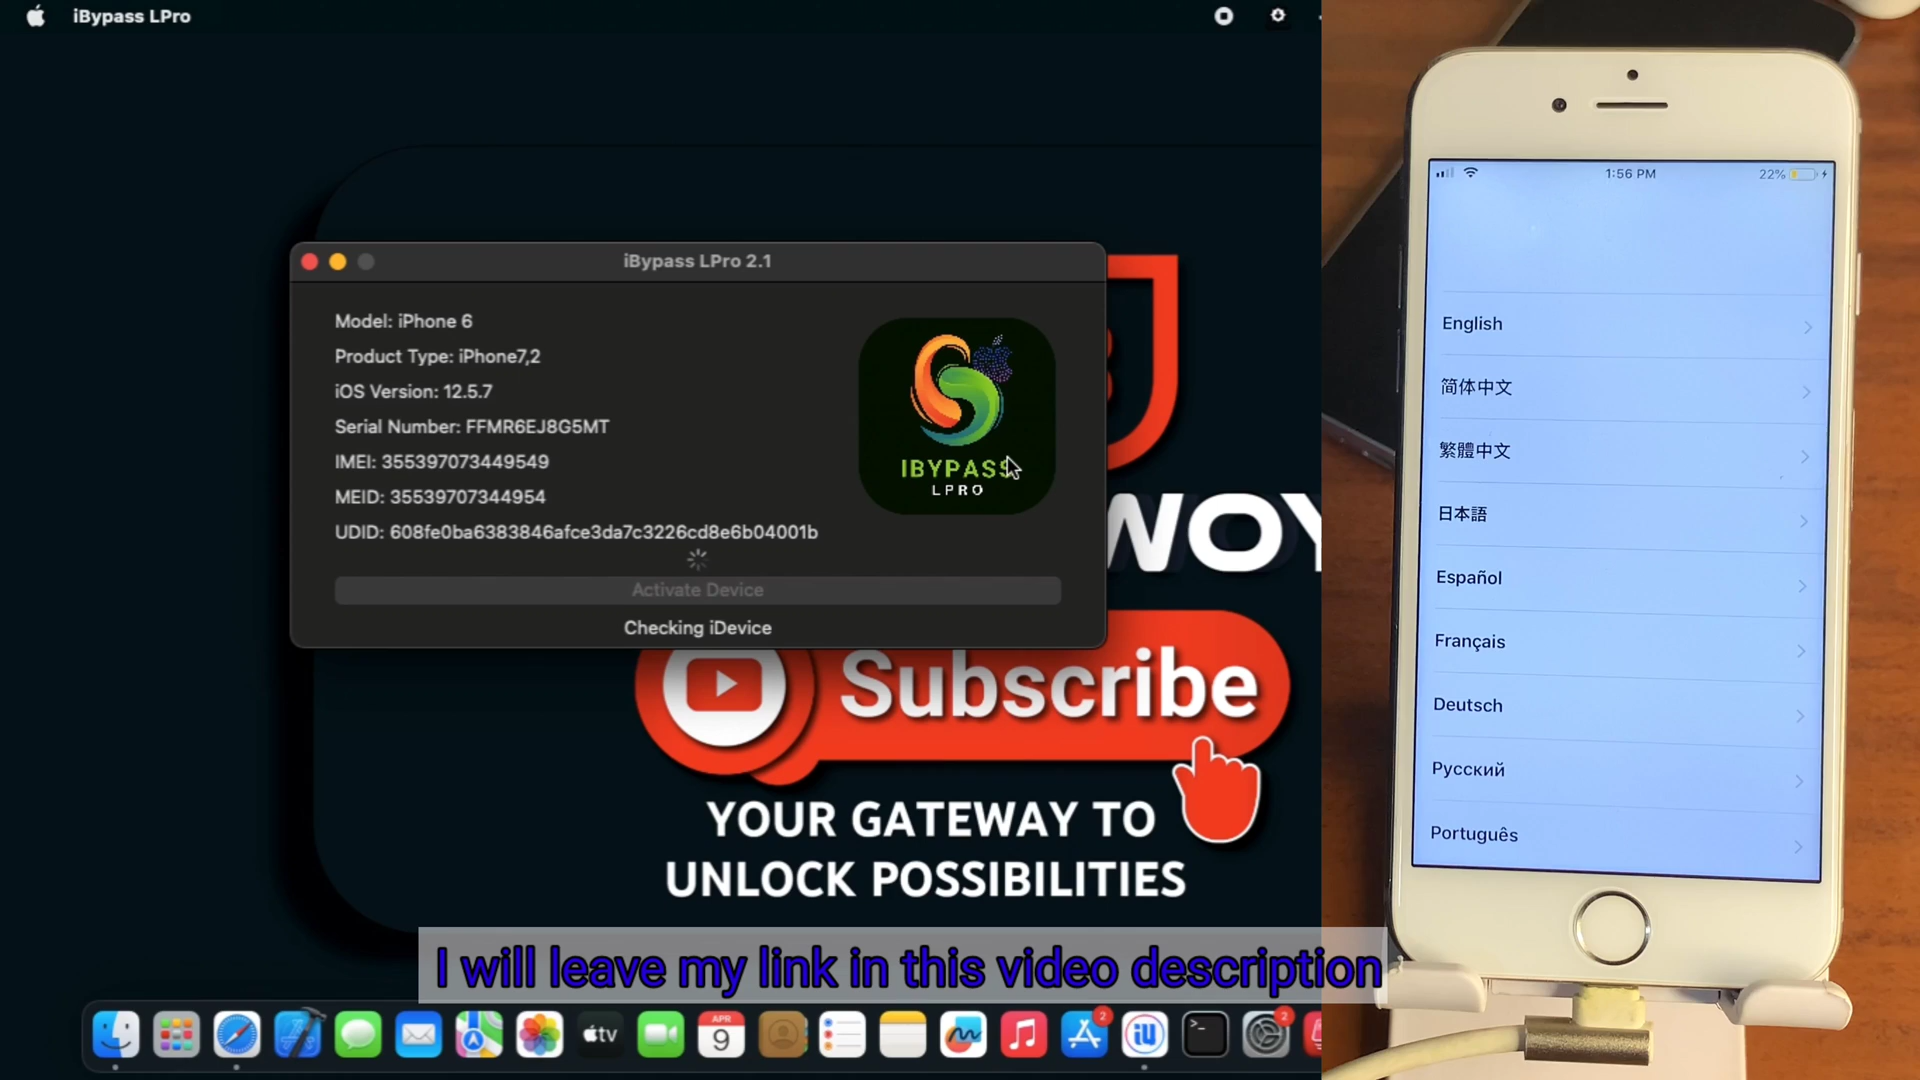 iBypass LPro
iBypass LPro 2.1
Model: iPhone 6
Product Type: iPhone7,2
iOS Version: 12.5.7
Serial Number: FFMR6EJ8G5MT
IMEI: 355397073449549
MEID: 35539707344954
UDID: 608fe0ba6383846afce3da7c3226cd8e6b04001b
Activate Device
Checking iDevice
IBYPASS
LPRO
WOY
Subscribe
YOUR GATEWAY TO
UNLOCK POSSIBILITIES
I will leave my link in this video description
APR
9
tv
2
2
1:56 PM
22%
English
简体中文
繁體中文
日本語
Español
Français
Deutsch
Русский
Português